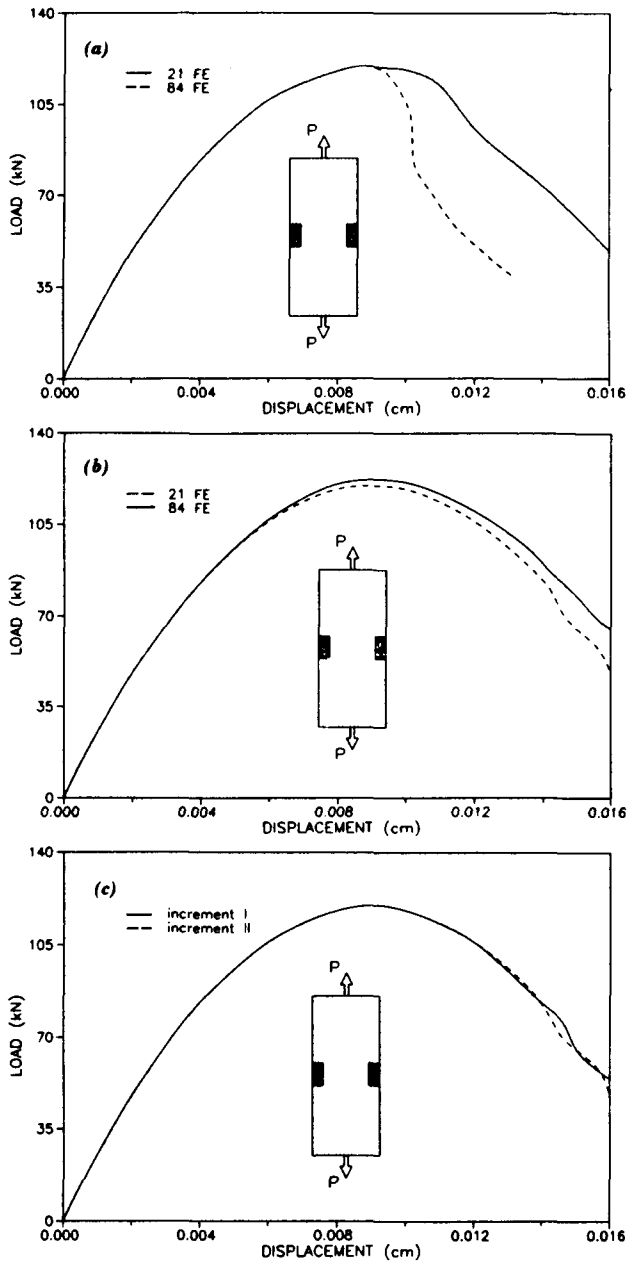 140
(a)
21 FE
84 FE
105
P
LOAD (kN)
70
35
P
0
0.000 0.004 0.008 0.012 0.016
DISPLACEMENT (cm)
140
(b)
21 FE
84 FE
105
P
LOAD (kN)
70
35
P
0
0.000 0.004 0.008 0.012 0.016
DISPLACEMENT (cm)
140
(c)
increment I
increment II
105
P
LOAD (kN)
70
35
P
0
0.000 0.004 0.008 0.012 0.016
DISPLACEMENT (cm)